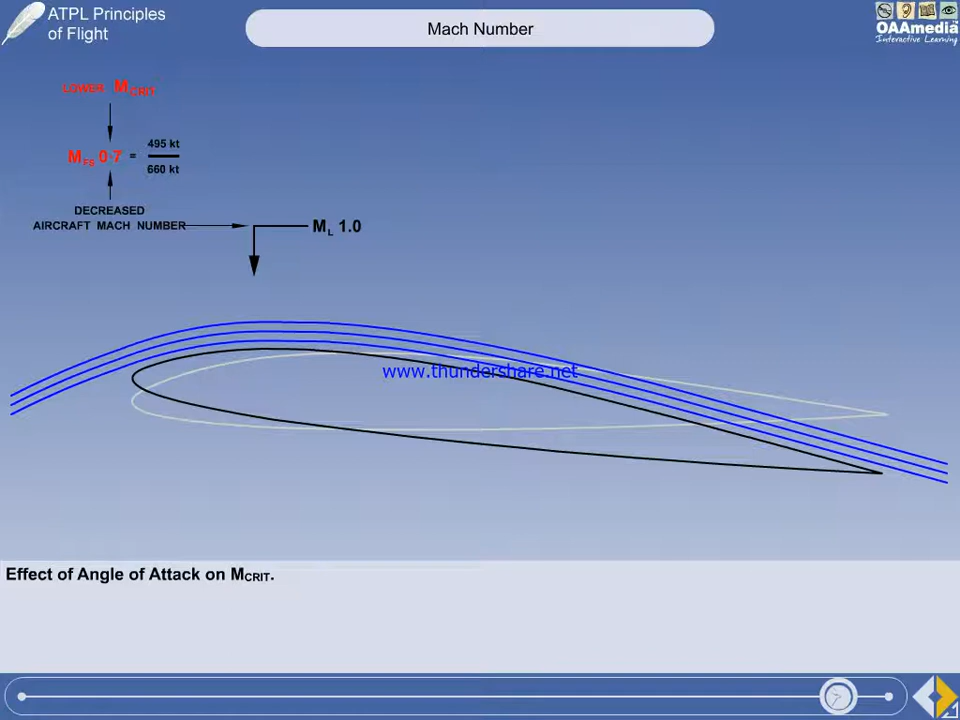 ATPL Principles
of Flight
Mach Number
OAAmedia
Interactive Learning
LOWER MCRIT
MFS 0·7 = 495 kt
660 kt
DECREASED
AIRCRAFT MACH NUMBER
ML 1.0
www.thundershare.net
Effect of Angle of Attack on MCRIT.